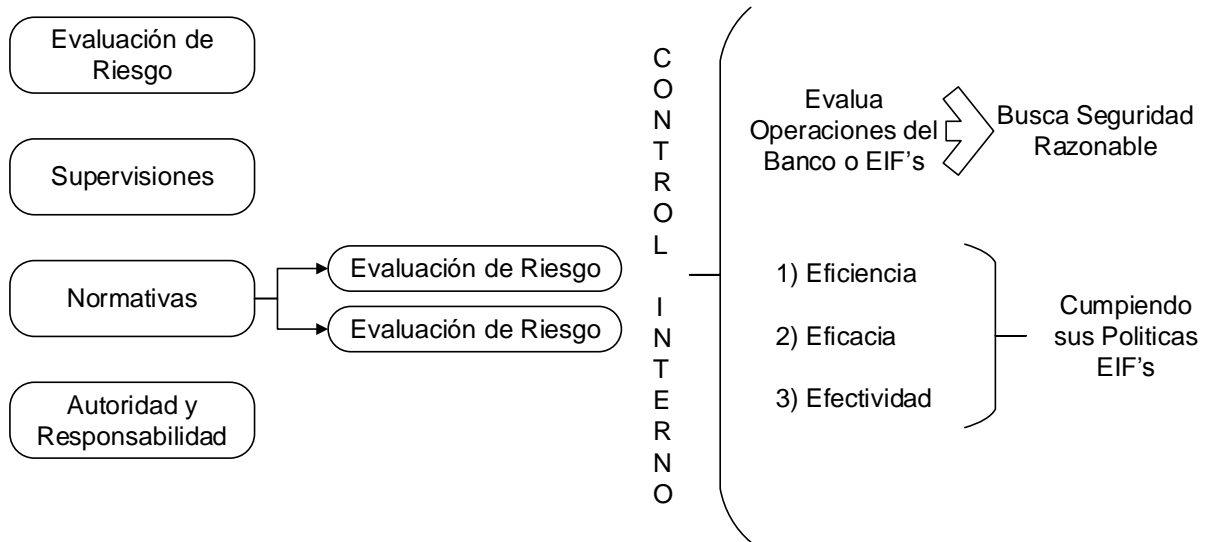 Evaluación de
Riesgo
Supervisiones
Normativas
Autoridad y
Responsabilidad
Evaluación de Riesgo
Evaluación de Riesgo
C
O
N
T
R
O
L
I
N
T
E
R
N
O
Evalua
Operaciones del
Banco o EIF's
Busca Seguridad
Razonable
1) Eficiencia
2) Eficacia
3) Efectividad
Cumpiendo
sus Politicas
EIF's